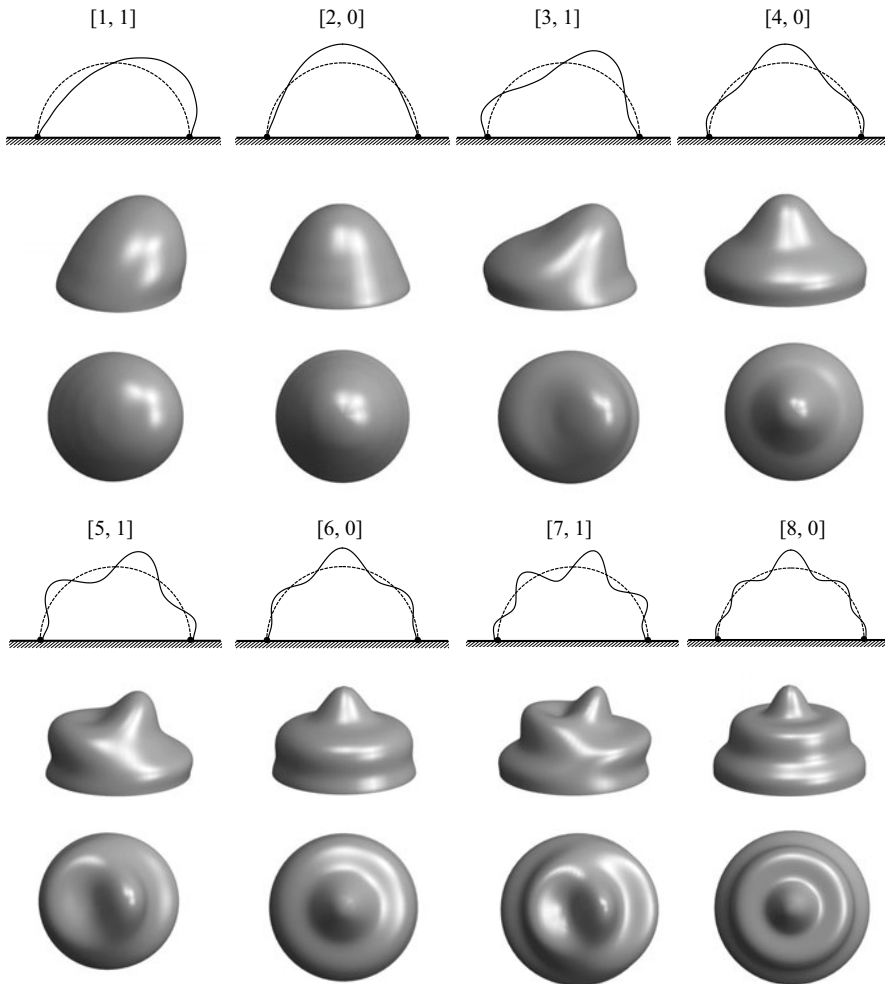 [1, 1] [2, 0] [3, 1] [4, 0]
[5, 1] [6, 0] [7, 1] [8, 0]